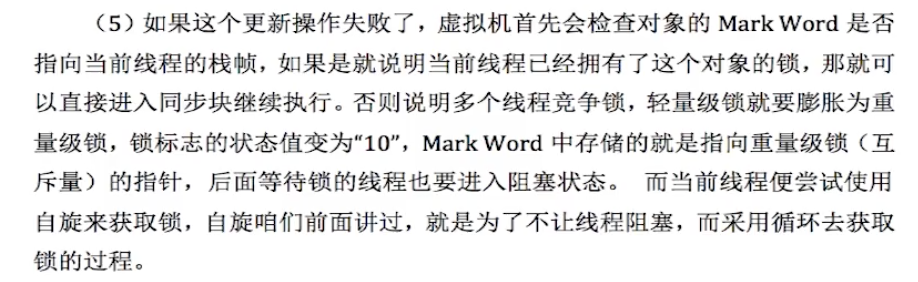 （5）如果这个更新操作失败了，虚拟机首先会检查对象的 Mark Word 是否
指向当前线程的栈帧，如果是就说明当前线程已经拥有了这个对象的锁，那就可
以直接进入同步块继续执行。否则说明多个线程竞争锁，轻量级锁就要膨胀为重
量级锁，锁标志的状态值变为“10”，Mark Word 中存储的就是指向重量级锁（互
斥量）的指针，后面等待锁的线程也要进入阻塞状态。 而当前线程便尝试使用
自旋来获取锁，自旋咱们前面讲过，就是为了不让线程阻塞，而采用循环去获取
锁的过程。